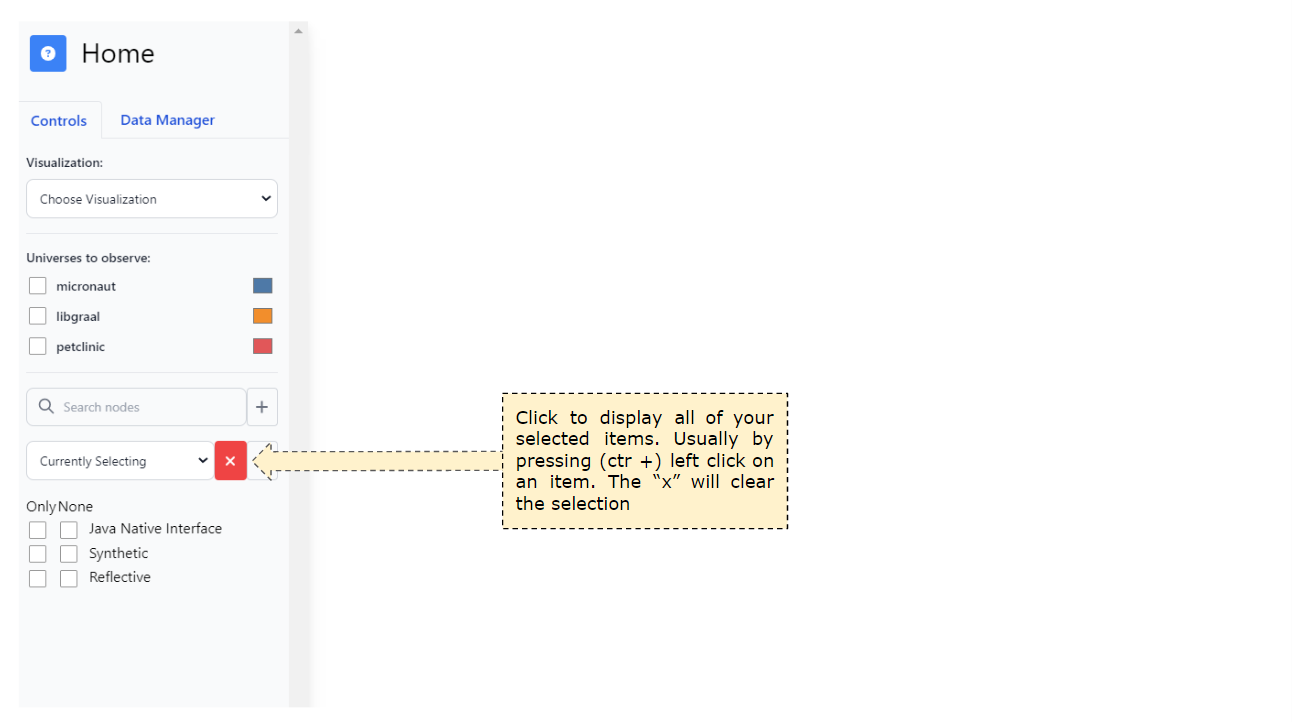 Home
Controls
Data Manager
Visualization:
Choose Visualization
Universes to observe:
micronaut
libgraal
petclinic
Search nodes
Currently Selecting
Only None
Java Native Interface
Synthetic
Reflective
Click to display all of your
selected items. Usually by
pressing (ctr +) left click on
an item. The “x” will clear
the selection